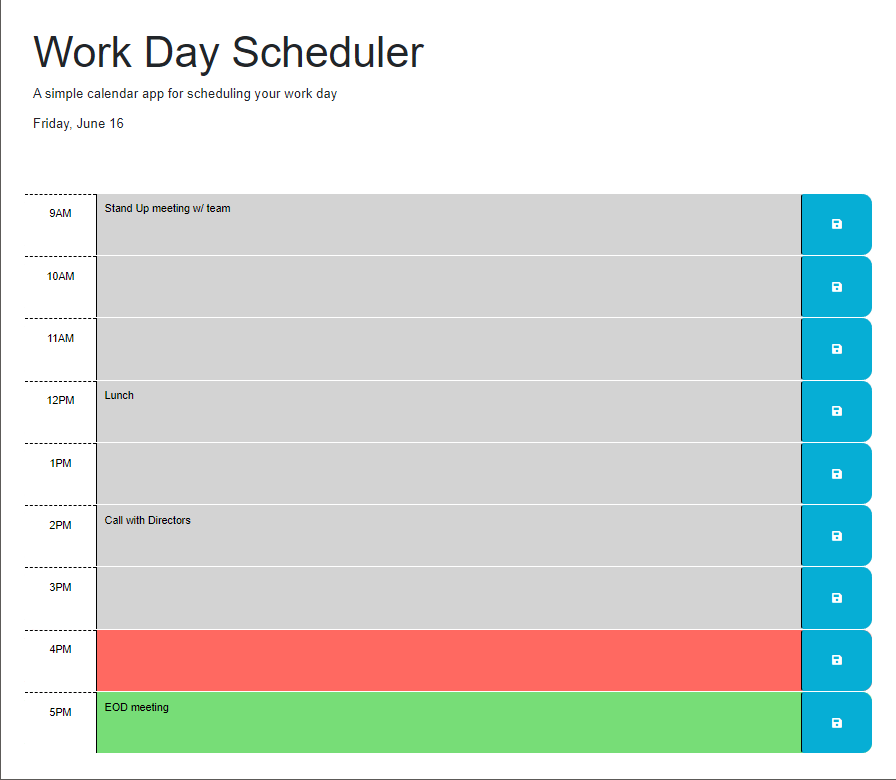 Work Day Scheduler
A simple calendar app for scheduling your work day
Friday, June 16
9AM Stand Up meeting w/ team
10AM
11AM
12PM Lunch
1PM
2PM Call with Directors
3PM
4PM
5PM EOD meeting